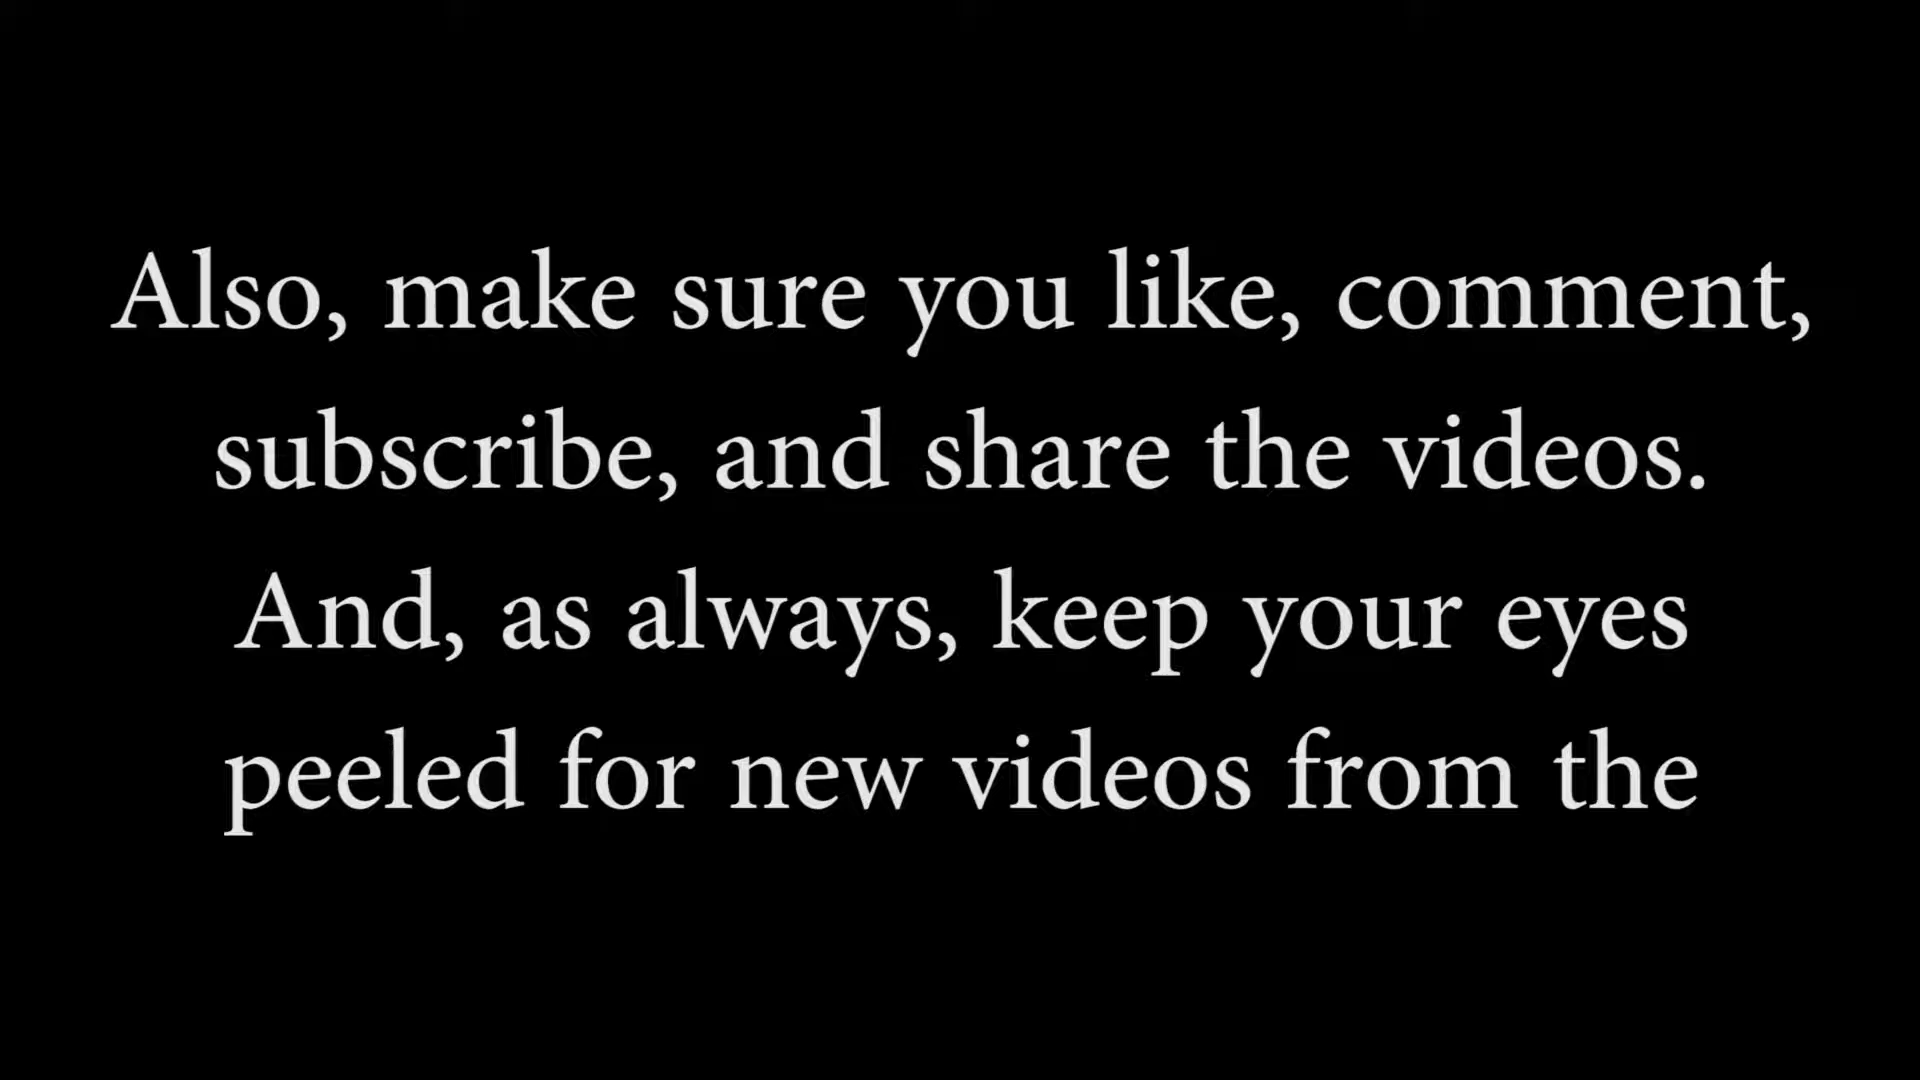 Also, make sure you like, comment,
subscribe, and share the videos.
And, as always, keep your eyes
peeled for new videos from the